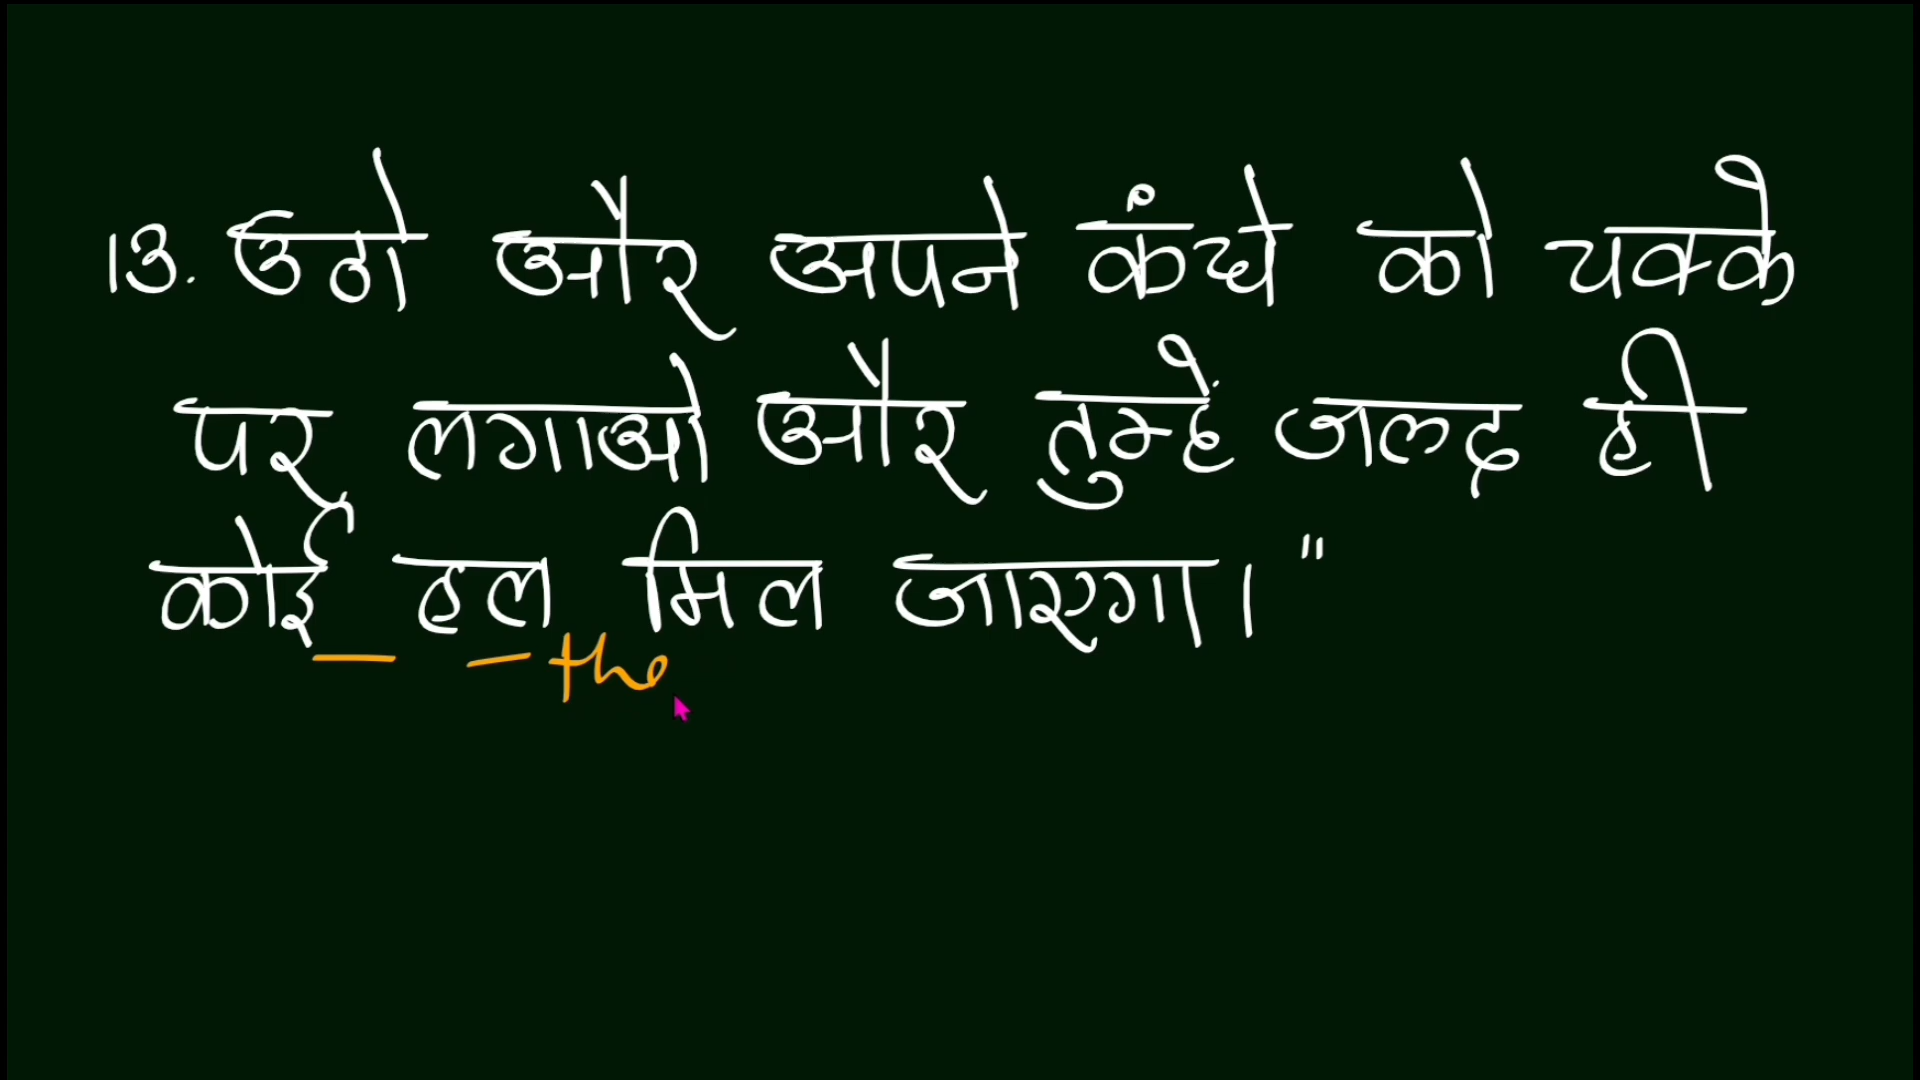 13. उठो और अपने कंधे को चक्के
पर लगाओ और तुम्हें जल्द ही
कोई हल मिल जाएगा।"
— — the